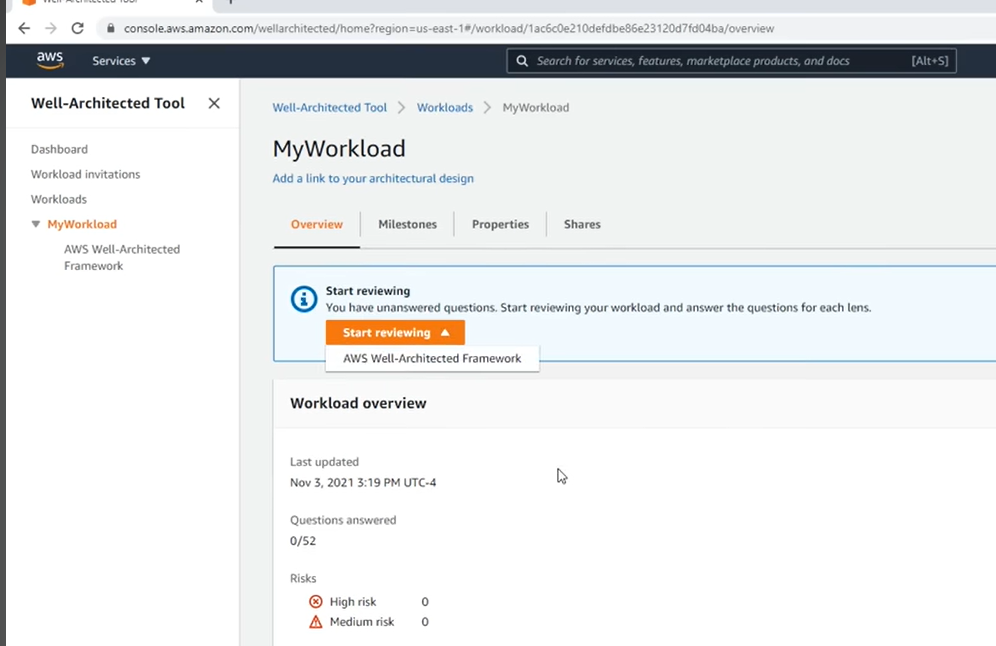 console.aws.amazon.com/wellarchitected/home?region=us-east-1#/workload/1ac6c0e210defdbe86e23120d7fd04ba/overview
aws Services ▼ Search for services, features, marketplace products, and docs [Alt+S]
Well-Architected Tool
Dashboard
Workload invitations
Workloads
MyWorkload
AWS Well-Architected
Framework
Well-Architected Tool > Workloads > MyWorkload
MyWorkload
Add a link to your architectural design
Overview Milestones Properties Shares
Start reviewing
You have unanswered questions. Start reviewing your workload and answer the questions for each lens.
Start reviewing
AWS Well-Architected Framework
Workload overview
Last updated
Nov 3, 2021 3:19 PM UTC-4
Questions answered
0/52
Risks
High risk 0
Medium risk 0